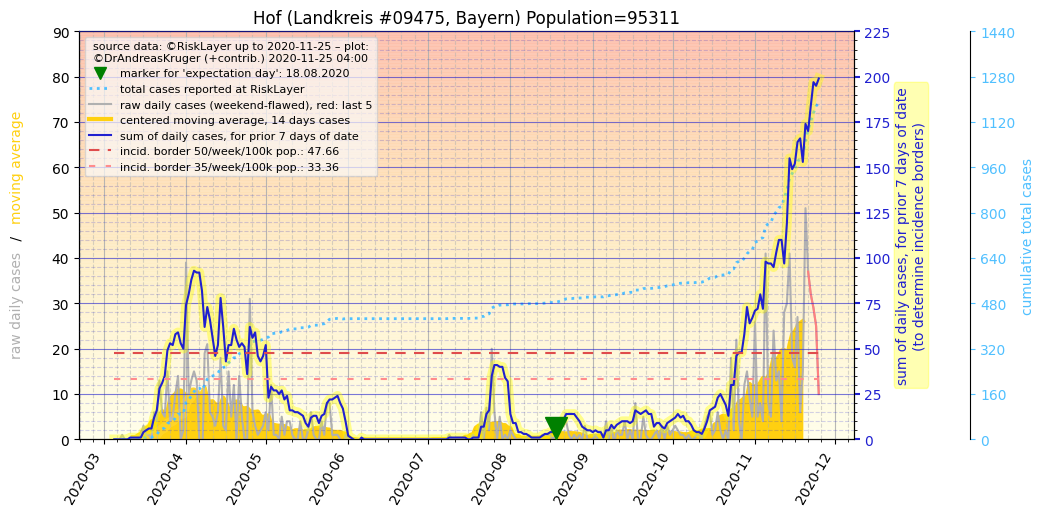 Hof (Landkreis #09475, Bayern) Population=95311
source data: ©RiskLayer up to 2020-11-25 – plot:
©DrAndreasKruger (+contrib.) 2020-11-25 04:00
marker for 'expectation day': 18.08.2020
total cases reported at RiskLayer
raw daily cases (weekend-flawed), red: last 5
centered moving average, 14 days cases
sum of daily cases, for prior 7 days of date
incid. border 50/week/100k pop.: 47.66
incid. border 35/week/100k pop.: 33.36
raw daily cases / moving average
90
80
70
60
50
40
30
20
10
0
225
200
175
150
125
100
75
50
25
0
sum of daily cases, for prior 7 days of date
(to determine incidence borders)
1440
1280
1120
960
800
640
480
320
160
0
cumulative total cases
2020-03
2020-04
2020-05
2020-06
2020-07
2020-08
2020-09
2020-10
2020-11
2020-12